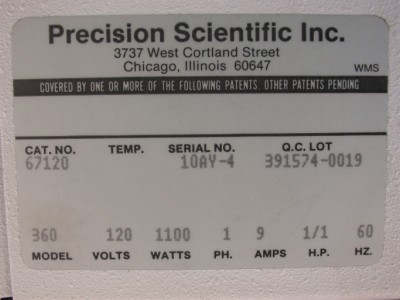 Precision Scientific Inc.
3737 West Cortland Street
Chicago, Illinois 60647
WMS
COVERED BY ONE OR MORE OF THE FOLLOWING PATENTS. OTHER PATENTS PENDING
CAT. NO. TEMP. SERIAL NO. Q.C. LOT
67120 10AY-4 391574-0019
360 120 1100 1 9 1/1 60
MODEL VOLTS WATTS PH. AMPS H.P. HZ.